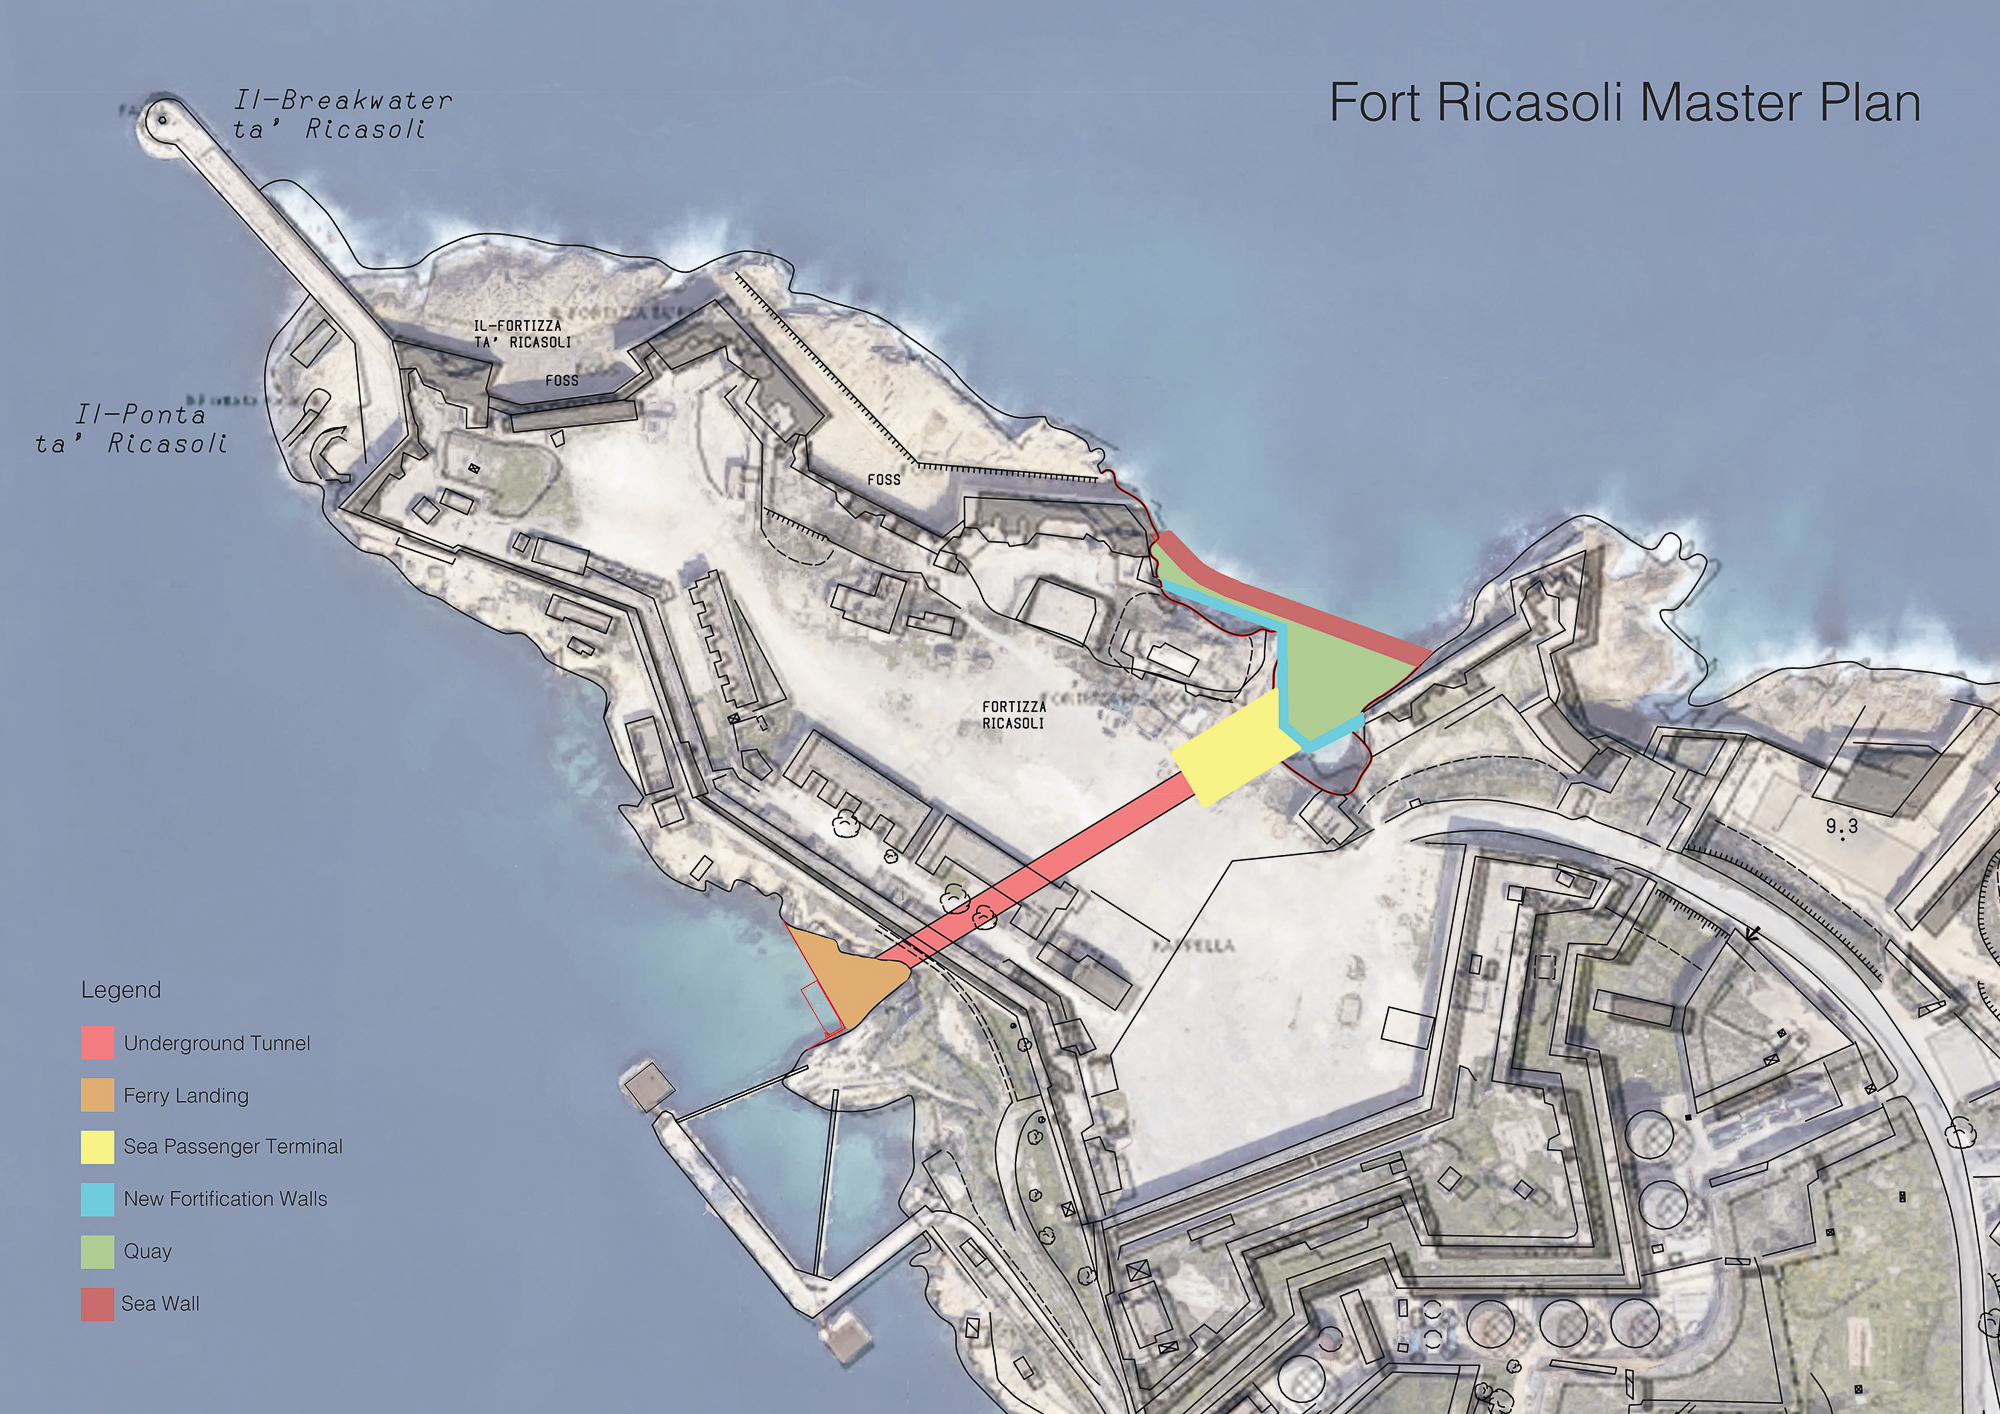 Fort Ricasoli Master Plan
Il-Breakwater
ta' Ricasoli
IL-FORTIZZA
TA' RICASOLI
FOSS
Il-Ponta
ta' Ricasoli
FOSS
FORTIZZA
RICASOLI
9.3
KAPPELLA
Legend
Underground Tunnel
Ferry Landing
Sea Passenger Terminal
New Fortification Walls
Quay
Sea Wall